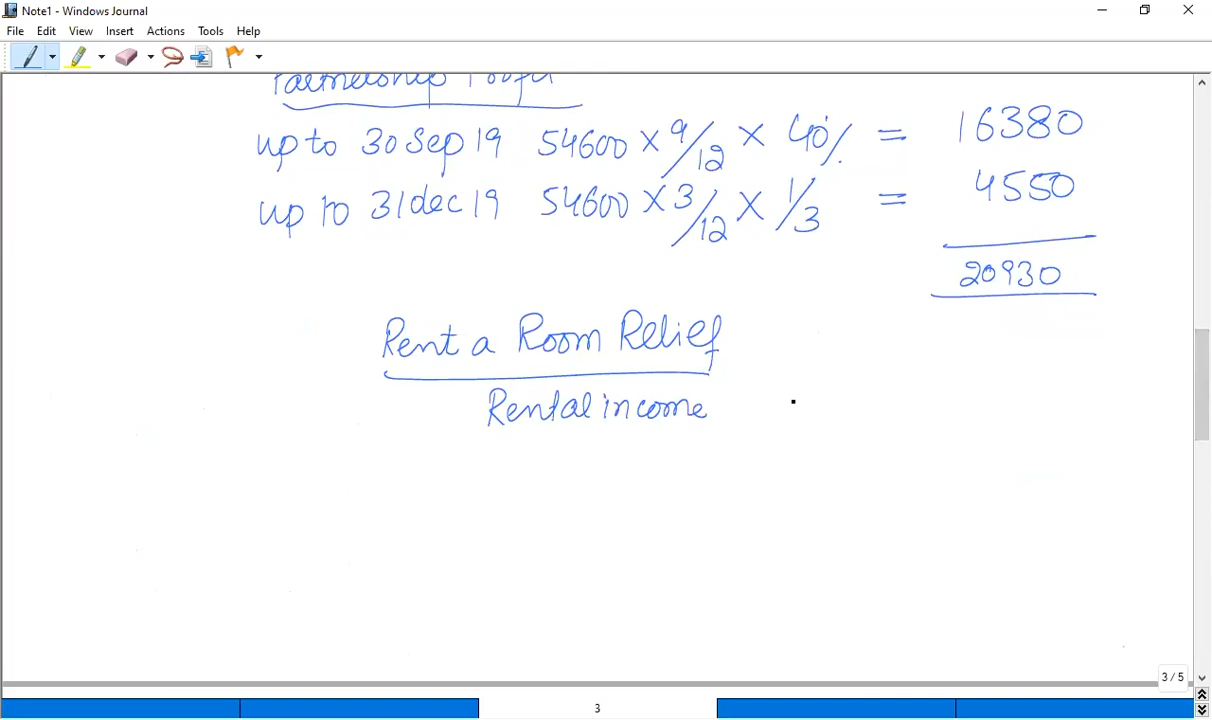 Note1 - Windows Journal
File Edit View Insert Actions Tools Help
Partnership Profit
up to 30 Sep 19 54600 × 9/12 × 40% = 16380
up to 31 dec 19 54600 × 3/12 × 1/3 = 4550
20930
Rent a Room Relief
Rental income
3 / 5
3